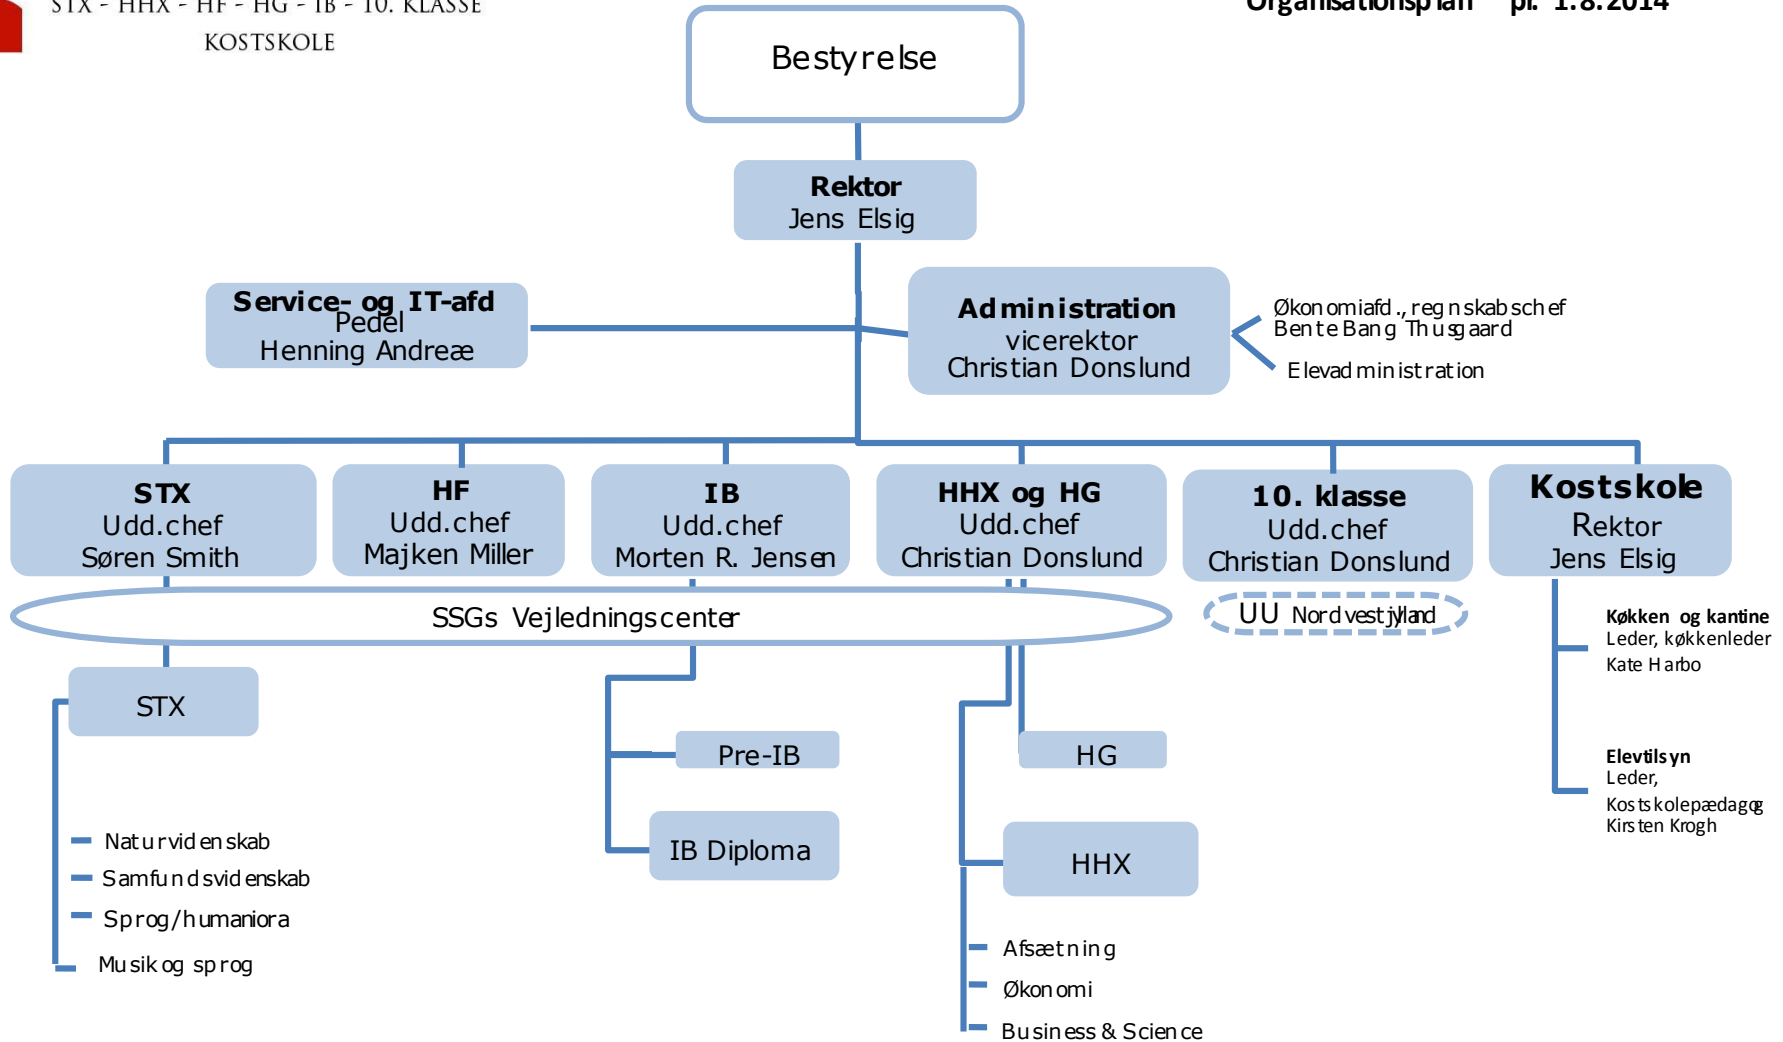 STX - HHX - HF - HG - IB - 10. KLASSE
KOSTSKOLE
Organisationsplan pr. 1.8.2014
Bestyrelse
Rektor
Jens Elsig
Service- og IT-afd
Pedel
Henning Andreæ
Administration
vicerektor
Christian Donslund
Økonomiafd., regnskabschef
Bente Bang Thusgaard
Elevadministration
STX
Udd.chef
Søren Smith
HF
Udd.chef
Majken Miller
IB
Udd.chef
Morten R. Jensen
HHX og HG
Udd.chef
Christian Donslund
10. klasse
Udd.chef
Christian Donslund
Kostskole
Rektor
Jens Elsig
SSGs Vejledningscenter
UU Nordvestjylland
Køkken og kantine
Leder, køkkenleder
Kate Harbo
Elevtilsyn
Leder,
Kostskolepædagog
Kirsten Krogh
STX
Naturvidenskab
Samfundsvidenskab
Sprog/humaniora
Musik og sprog
Pre-IB
IB Diploma
HG
HHX
Afsætning
Økonomi
Business & Science